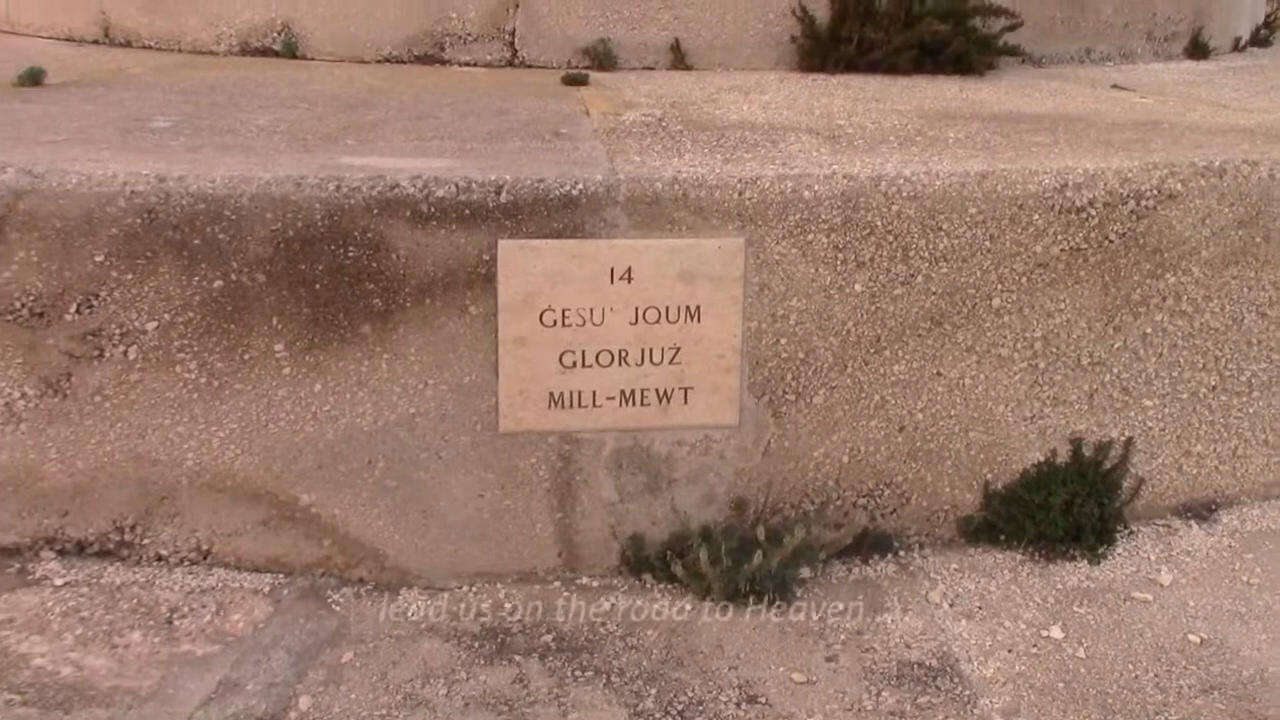 14
ĠESU' JQUM
GLORJUŻ
MILL-MEWT
lead us on the road to Heaven...